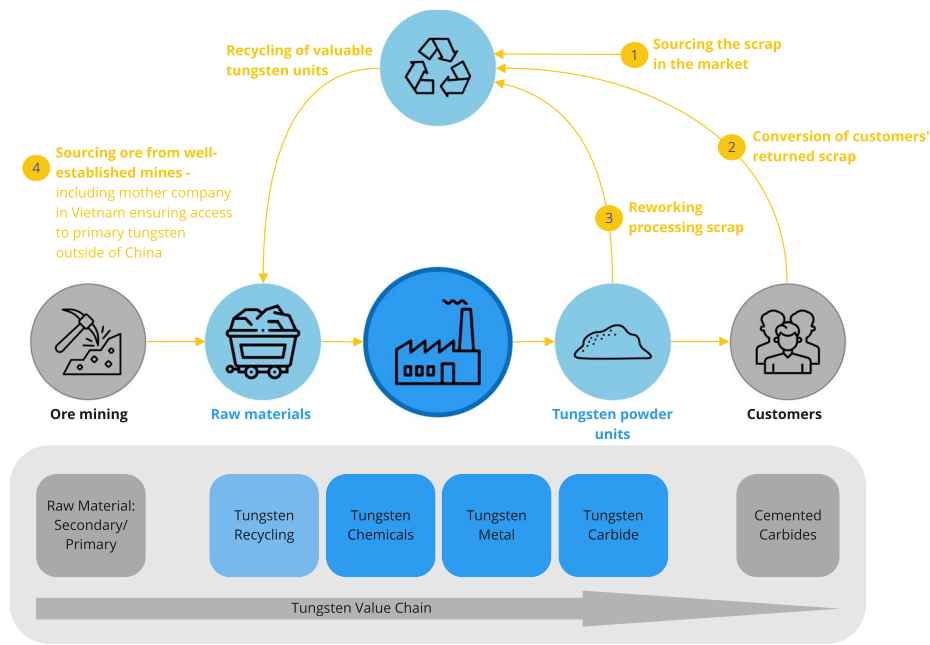 Recycling of valuable
tungsten units
1
Sourcing the scrap
in the market
2
Conversion of customers'
returned scrap
4
Sourcing ore from well-
established mines -
including mother company
in Vietnam ensuring access
to primary tungsten
outside of China
3
Reworking
processing scrap
Ore mining
Raw materials
Tungsten powder
units
Customers
Raw Material:
Secondary/
Primary
Tungsten
Recycling
Tungsten
Chemicals
Tungsten
Metal
Tungsten
Carbide
Cemented
Carbides
Tungsten Value Chain